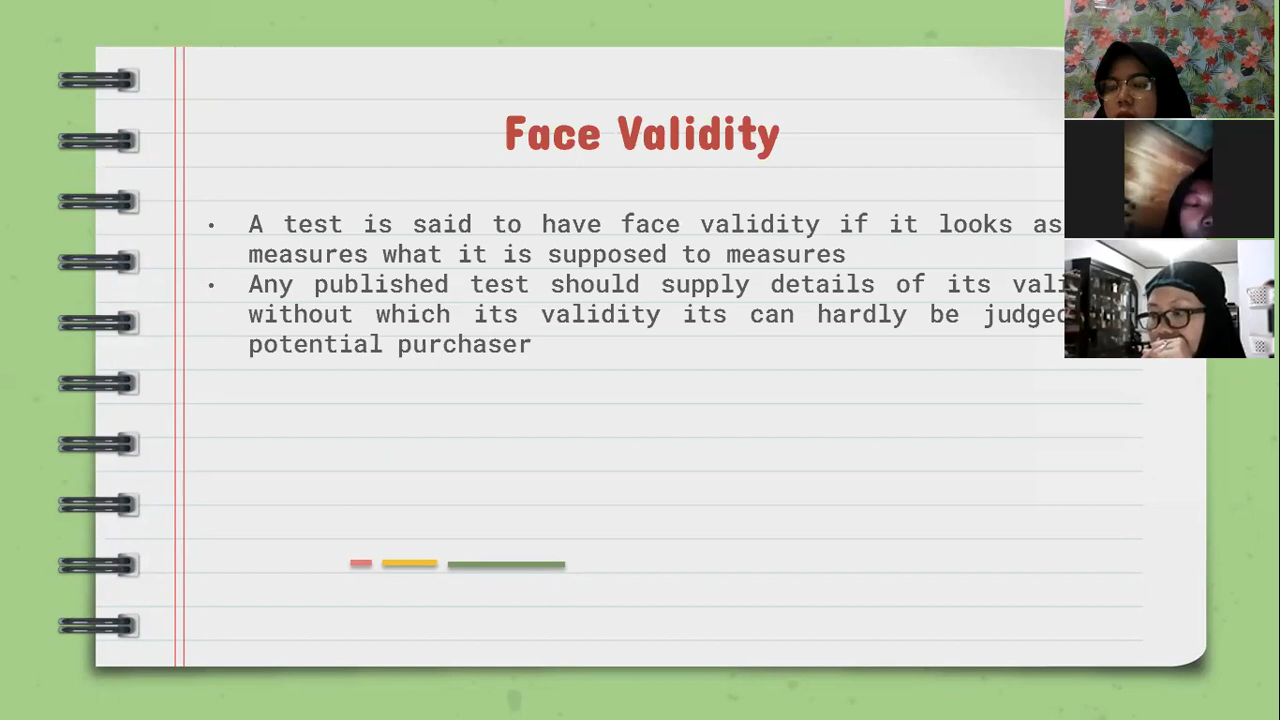 Face Validity
• A test is said to have face validity if it looks as
measures what it is supposed to measures
• Any published test should supply details of its
without which its validity its can hardly be judged
potential purchaser